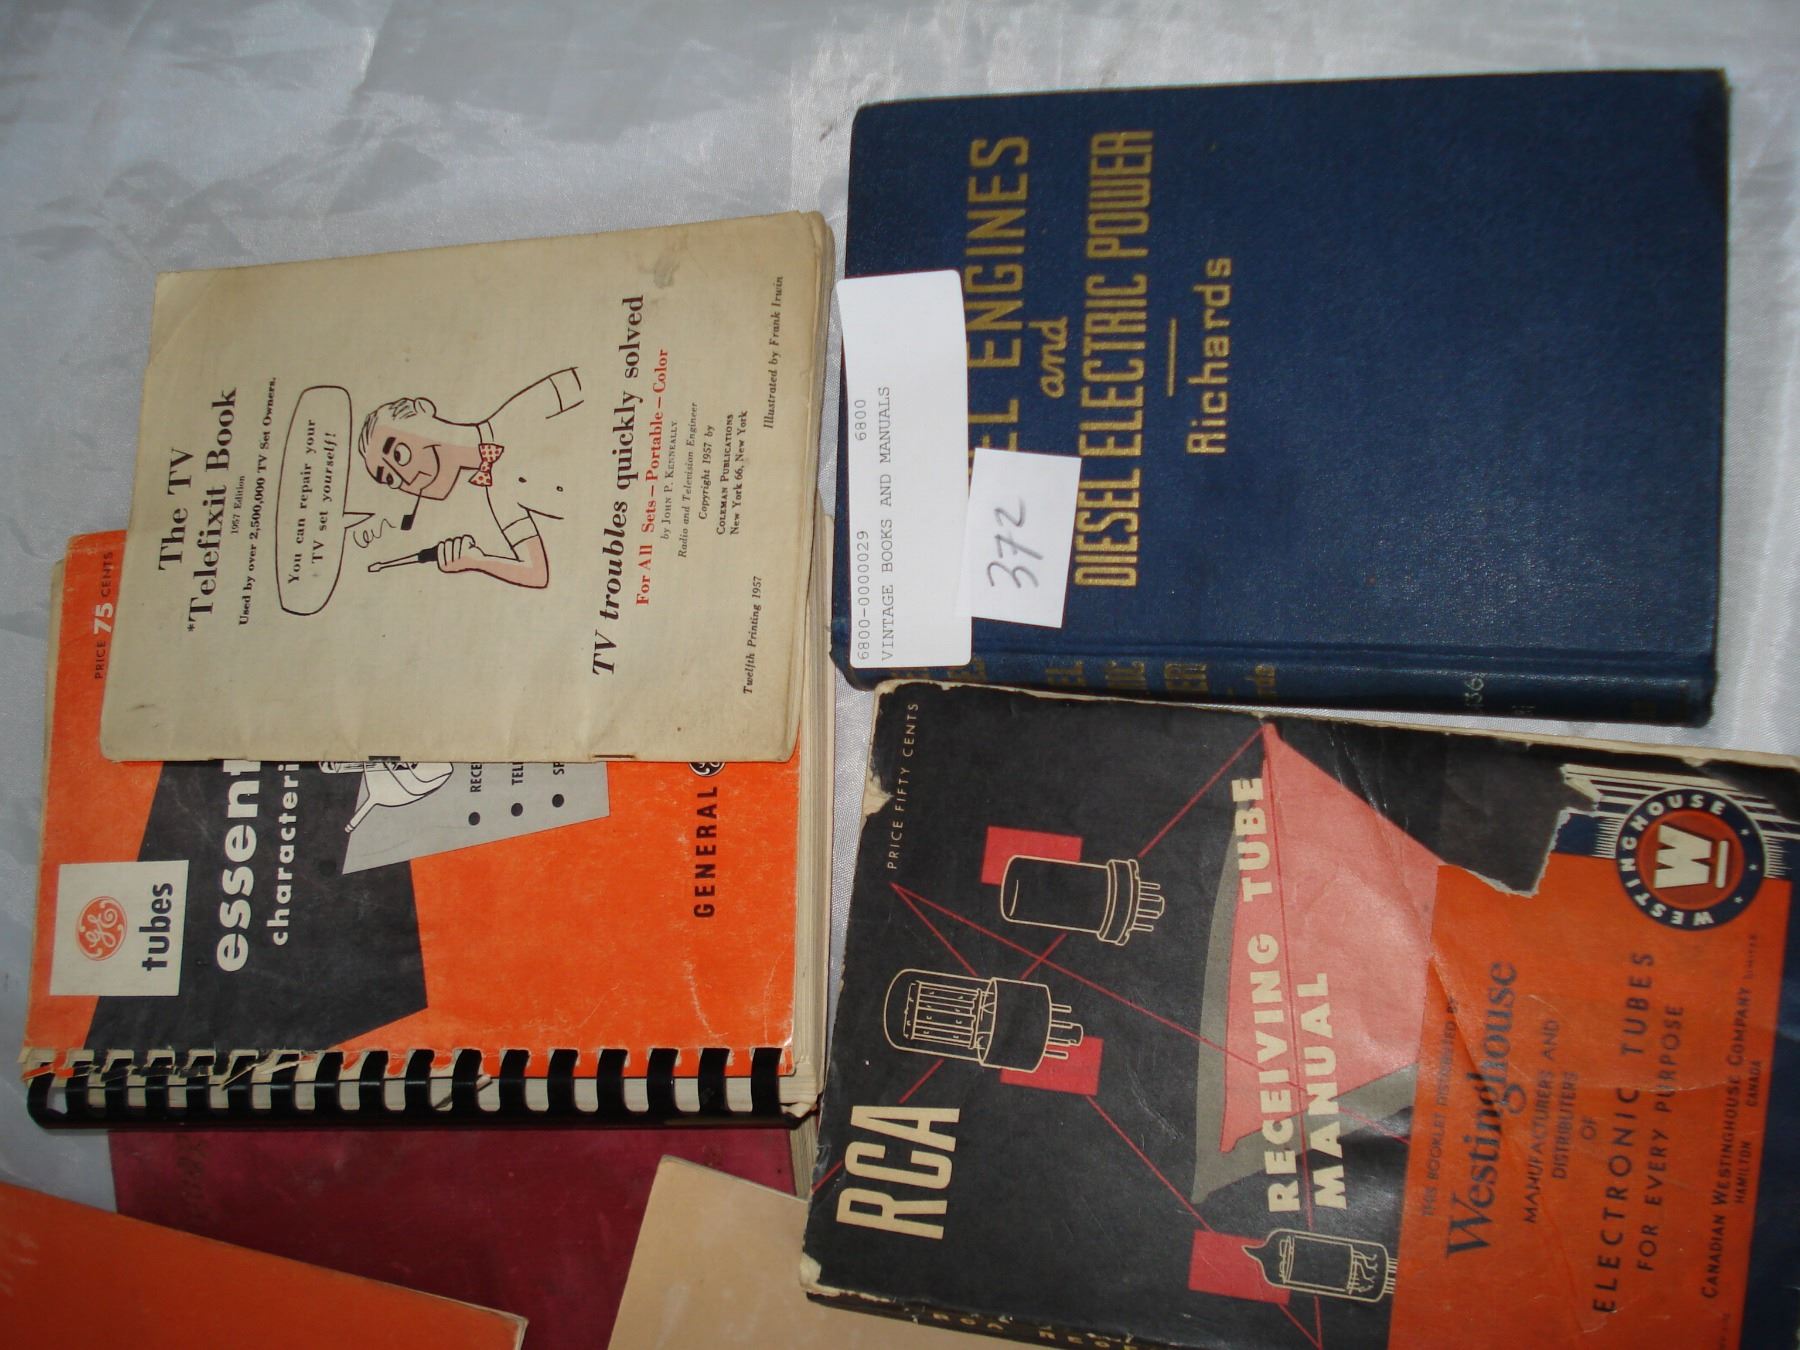 The TV
*Telefixit Book
1957 Edition
Used by over 2,500,000 TV Set Owners.
You can repair your
TV set yourself!
TV troubles quickly solved
For All Sets—Portable—Color
by JOHN P. KENNEALLY
Radio and Television Engineer
Copyright 1957 by
COLEMAN PUBLICATIONS
New York 66, New York
Twelfth Printing 1957
Illustrated by Frank Irwin
PRICE 75 CENTS
GE
tubes
essent
characteri
RECE
TEL
SP
GENERAL
6800-0000029 6800
VINTAGE BOOKS AND MANUALS
372
EL ENGINES
and
DIESEL ELECTRIC POWER
Richards
PRICE FIFTY CENTS
RCA
RECEIVING TUBE
MANUAL
THIS BOOKLET DISTRIBUTED BY
Westinghouse
MANUFACTURERS AND
DISTRIBUTERS
OF
ELECTRONIC TUBES
FOR EVERY PURPOSE
CANADIAN WESTINGHOUSE COMPANY LIMITED
HAMILTON CANADA
WESTINGHOUSE
W
WESTINGHOUSE